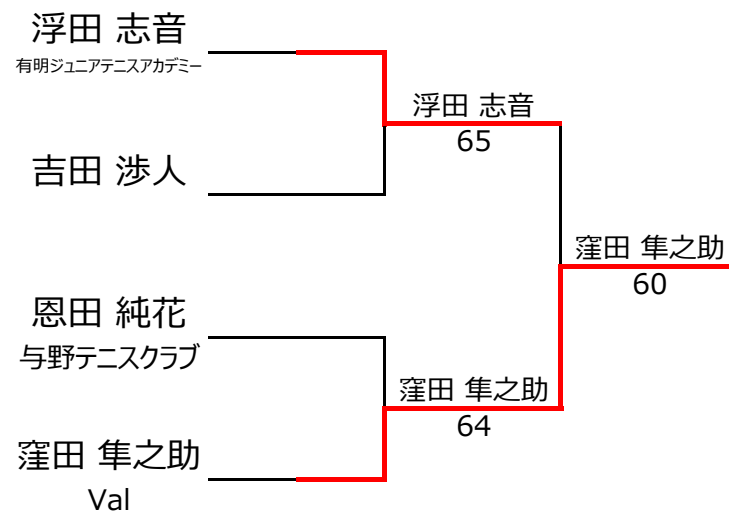 浮田 志音
有明ジュニアテニスアカデミー
浮田 志音
65
吉田 渉人
窪田 隼之助
60
恩田 純花
与野テニスクラブ
窪田 隼之助
64
窪田 隼之助
Val